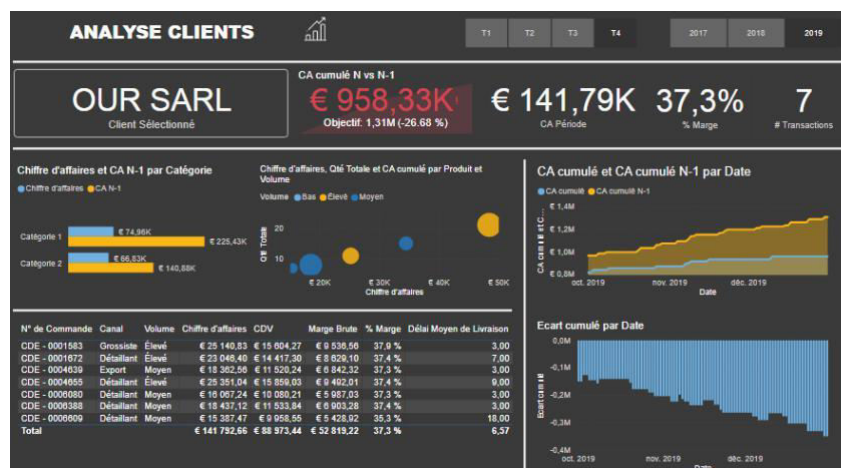 ANALYSE CLIENTS
T1 T2 T3 T4 2017 2018 2019
OUR SARL
Client Sélectionné
CA cumulé N vs N-1
€ 958,33K
Objectif: 1,31M (-26.68 %)
€ 141,79K
CA Période
37,3%
% Marge
7
# Transactions
Chiffre d'affaires et CA N-1 par Catégorie
Chiffre d'affaires CA N-1
Catégorie 1
€ 74,96K
€ 225,43K
Catégorie 2
€ 66,83K
€ 140,88K
Chiffre d'affaires, Qté Totale et CA cumulé par Produit et
Volume
Volume Bas Élevé Moyen
Qté Totale
20
10
€ 20K € 30K € 40K € 50K
Chiffre d'affaires
CA cumulé et CA cumulé N-1 par Date
CA cumulé CA cumulé N-1
CA cumulé et C...
€ 1,4M
€ 1,2M
€ 1,0M
€ 0,8M
oct. 2019 nov. 2019 déc. 2019
Date
N° de Commande Canal Volume Chiffre d'affaires CDV Marge Brute % Marge Délai Moyen de Livraison
CDE - 0001583 Grossiste Élevé € 25 140,83 € 15 604,27 € 9 536,56 37,9 % 3,00
CDE - 0001672 Détaillant Élevé € 23 046,40 € 14 417,30 € 8 629,10 37,4 % 7,00
CDE - 0004639 Export Moyen € 18 362,56 € 11 520,24 € 6 842,32 37,3 % 3,00
CDE - 0004655 Détaillant Élevé € 25 351,04 € 15 859,03 € 9 492,01 37,4 % 9,00
CDE - 0006080 Détaillant Moyen € 16 067,24 € 10 080,21 € 5 987,03 37,3 % 3,00
CDE - 0006388 Détaillant Moyen € 18 437,12 € 11 533,84 € 6 903,28 37,4 % 3,00
CDE - 0006609 Détaillant Moyen € 15 387,47 € 9 958,55 € 5 428,92 35,3 % 18,00
Total € 141 792,66 € 88 973,44 € 52 819,22 37,3 % 6,57
Ecart cumulé par Date
Ecart cumulé
0,0M
-0,1M
-0,2M
-0,3M
-0,4M
oct. 2019 nov. 2019 déc. 2019
Date